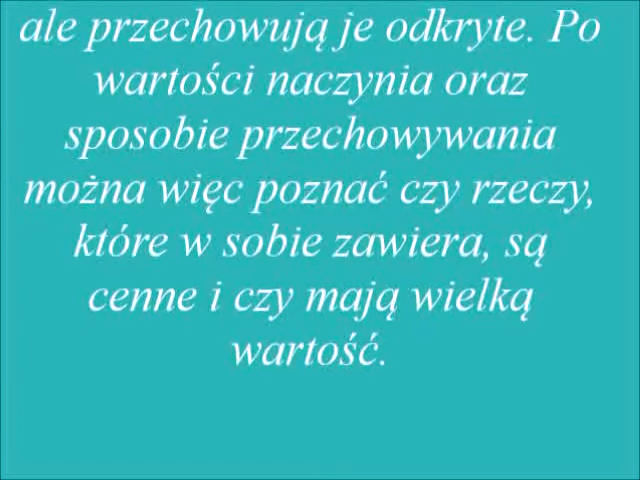 ale przechowują je odkryte. Po
wartości naczynia oraz
sposobie przechowywania
można więc poznać czy rzeczy,
które w sobie zawiera, są
cenne i czy mają wielką
wartość.